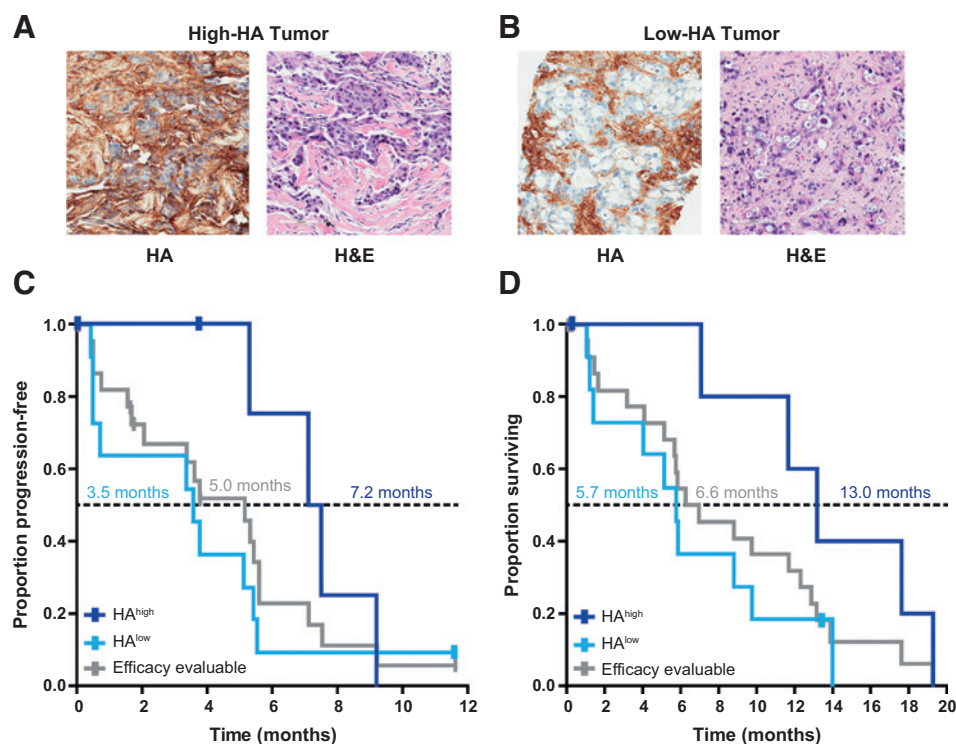 A
High-HA Tumor
HA
H&E
B
Low-HA Tumor
HA
H&E
C
Proportion progression-free
1.0
0.8
0.6
0.4
0.2
0.0
3.5 months
5.0 months
7.2 months
HAhigh
HAlow
Efficacy evaluable
0 2 4 6 8 10 12
Time (months)
D
Proportion surviving
1.0
0.8
0.6
0.4
0.2
0.0
5.7 months
6.6 months
13.0 months
HAhigh
HAlow
Efficacy evaluable
0 2 4 6 8 10 12 14 16 18 20
Time (months)